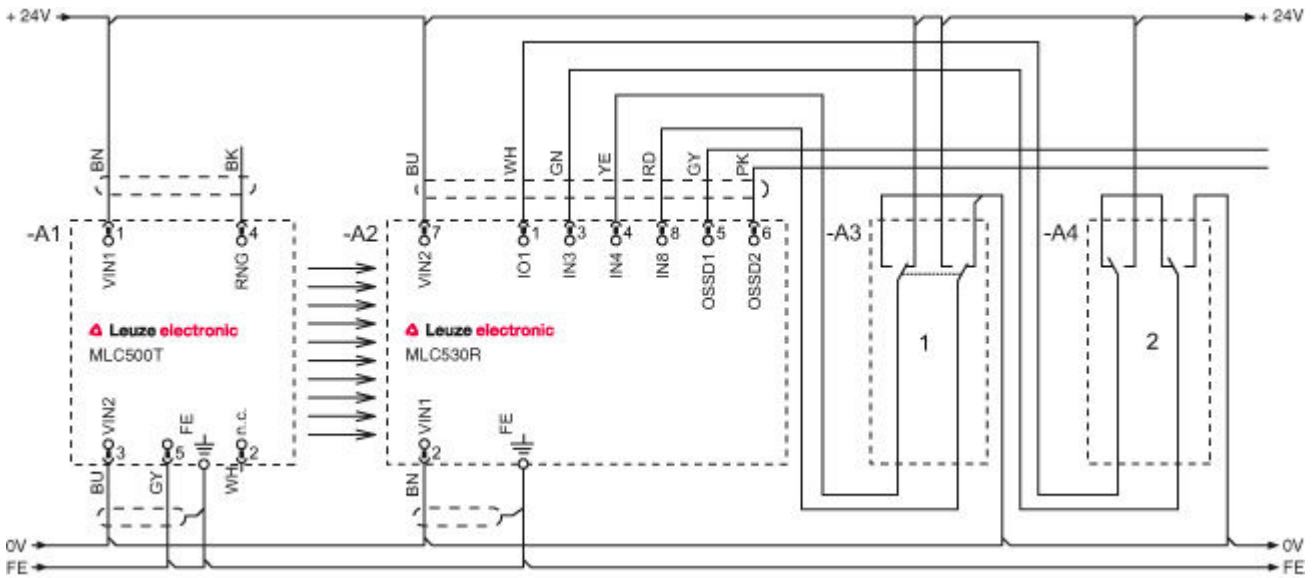 + 24V
+ 24V
BN
BK
BU
WH
GN
YE
RD
GY
PK
-A1
1
4
-A2
7
1
3
4
8
5
6
-A3
-A4
VIN1
RNG
VIN2
IO1
IN3
IN4
IN8
OSSD1
OSSD2
Leuze electronic
MLC500T
Leuze electronic
MLC530R
1
2
VIN2
FE
n.c.
VIN1
FE
3
5
2
2
BU
GY
WH
BN
0V
0V
FE
FE